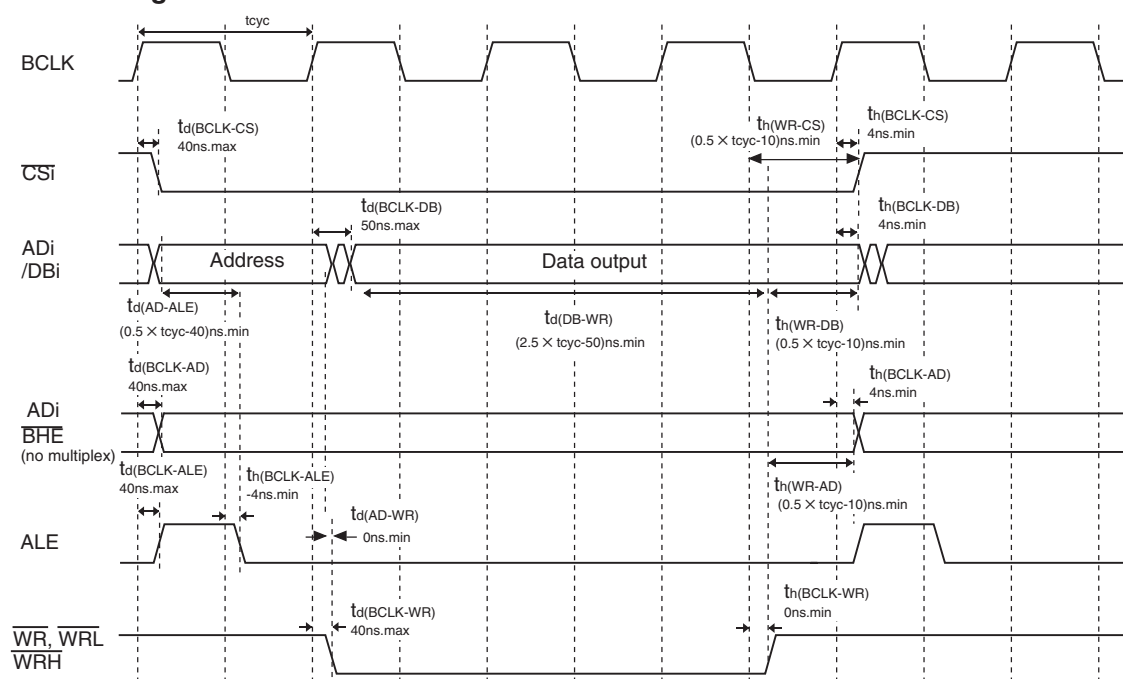 tcyc
BCLK
td(BCLK-CS)
40ns.max
th(WR-CS)
(0.5 × tcyc-10)ns.min
th(BCLK-CS)
4ns.min
CSi
td(BCLK-DB)
50ns.max
th(BCLK-DB)
4ns.min
ADi
/DBi
Address
Data output
td(AD-ALE)
(0.5 × tcyc-40)ns.min
td(DB-WR)
(2.5 × tcyc-50)ns.min
th(WR-DB)
(0.5 × tcyc-10)ns.min
td(BCLK-AD)
40ns.max
th(BCLK-AD)
4ns.min
ADi
BHE
(no multiplex)
td(BCLK-ALE)
40ns.max
th(BCLK-ALE)
-4ns.min
th(WR-AD)
(0.5 × tcyc-10)ns.min
td(AD-WR)
0ns.min
ALE
td(BCLK-WR)
40ns.max
th(BCLK-WR)
0ns.min
WR, WRL
WRH